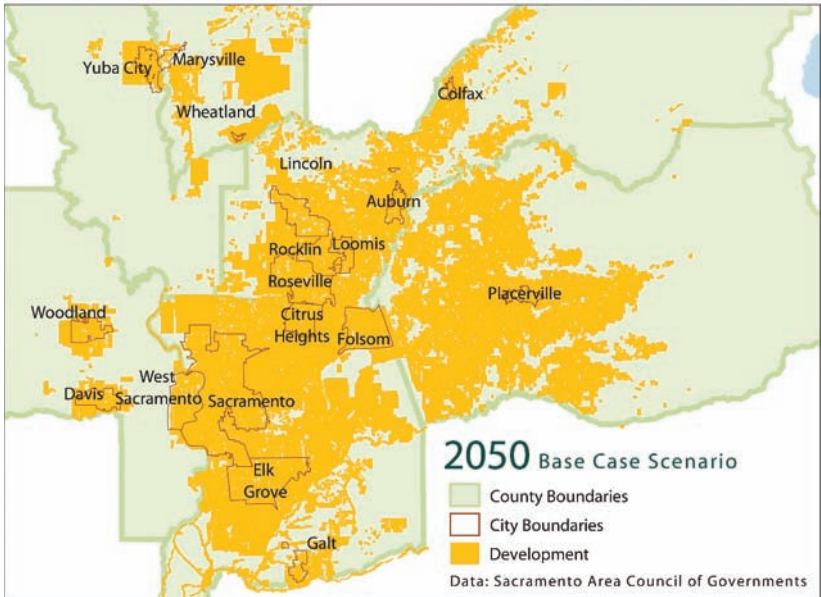 Yuba City
Marysville
Wheatland
Colfax
Lincoln
Auburn
Rocklin
Loomis
Roseville
Placerville
Woodland
Citrus
Heights
Folsom
Davis
West
Sacramento
Sacramento
Elk
Grove
Galt
2050 Base Case Scenario
County Boundaries
City Boundaries
Development
Data: Sacramento Area Council of Governments